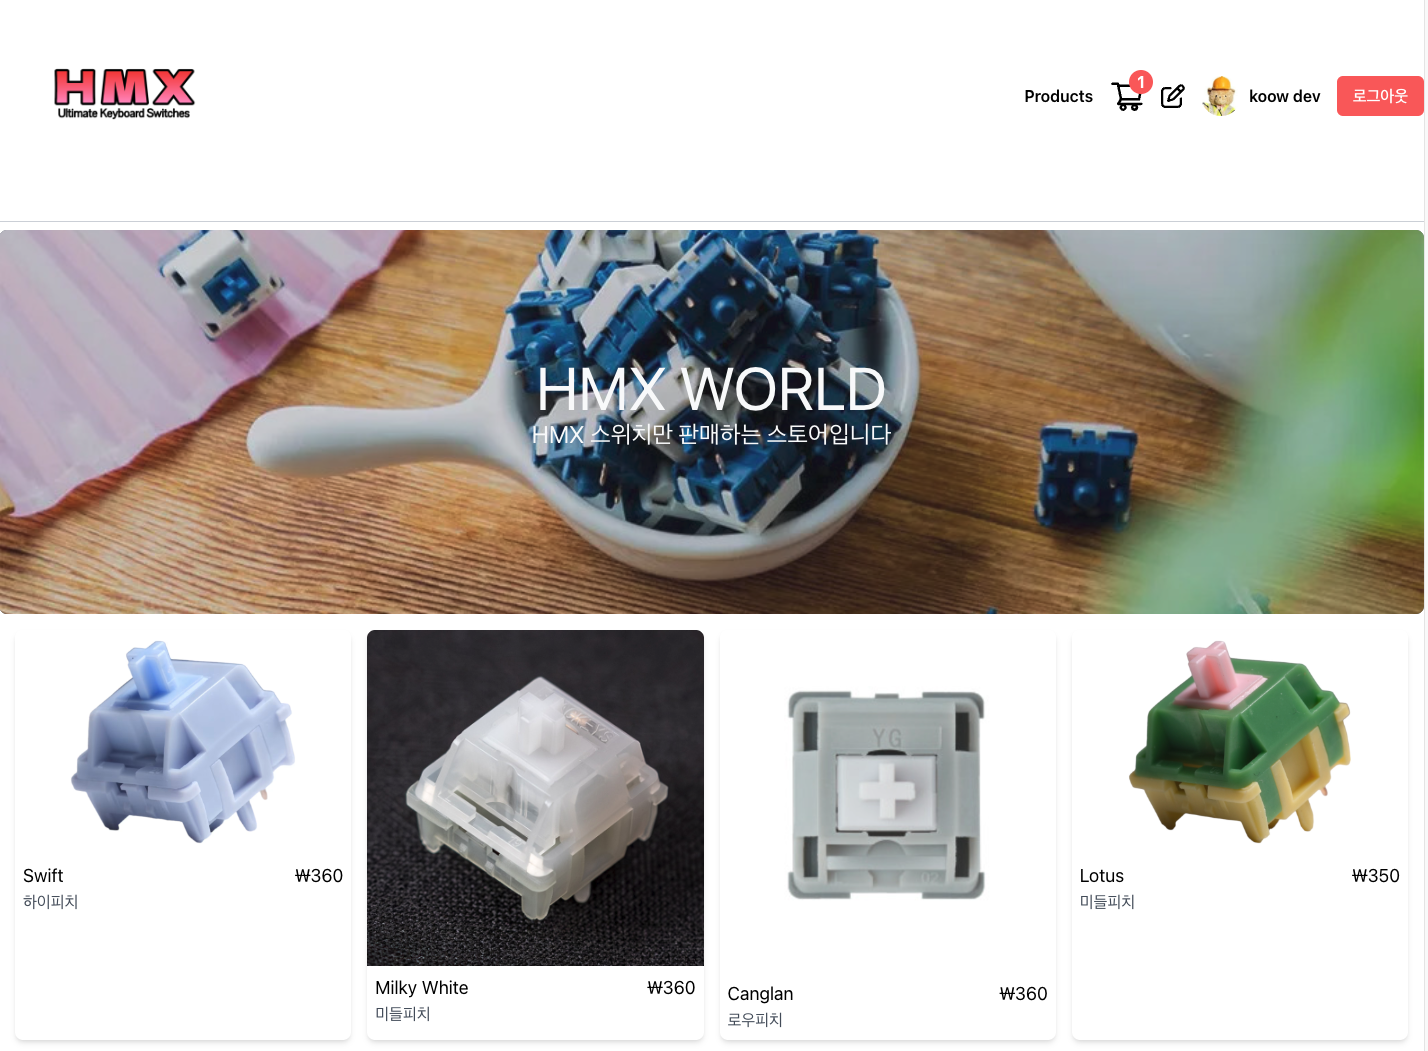 HMX
Ultimate Keyboard Switches
Products
1
koow dev
로그아웃
HMX WORLD
HMX 스위치만 판매하는 스토어입니다
YG
Swift
₩360
하이피치
Milky White
₩360
미들피치
Canglan
₩360
로우피치
Lotus
₩350
미들피치